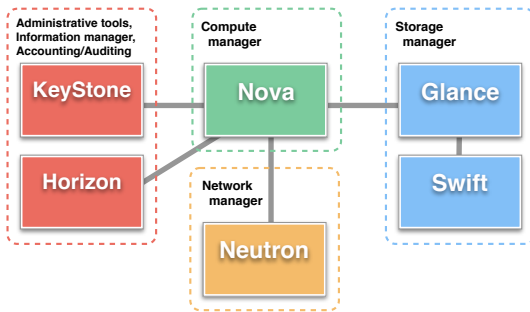 Administrative tools,
Information manager,
Accounting/Auditing
KeyStone
Horizon
Compute
manager
Nova
Network
manager
Neutron
Storage
manager
Glance
Swift